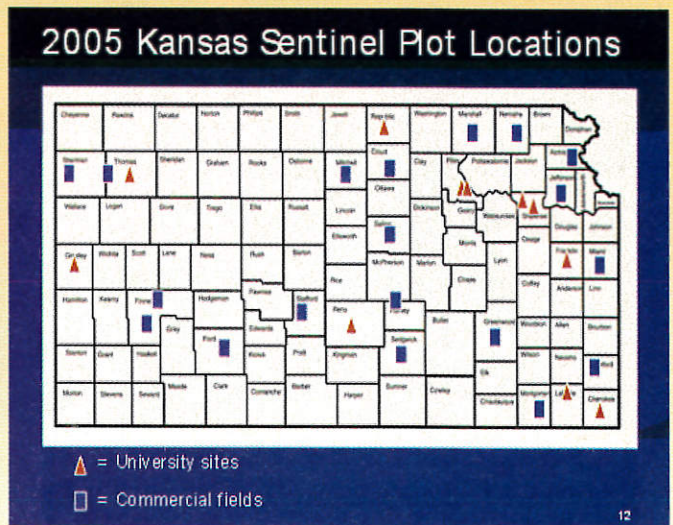 2005 Kansas Sentinel Plot Locations
Cheyenne Rawlins Decatur Norton Phillips Smith Jewell Republic Washington Marshall Nemaha Brown Doniphan
Sherman Thomas Sheridan Graham Rooks Osborne Mitchell Cloud Clay Riley Pottawatomie Jackson
Ottawa Jefferson
Wallace Logan Gove Trego Ellis Russell Lincoln Dickinson Geary Wabaunsee Shawnee Douglas Johnson
Ellsworth Saline Morris Osage
Greeley Wichita Scott Lane Ness Rush Barton McPherson Marion Lyon Franklin Miami
Rice Chase Coffey Anderson Linn
Hamilton Kearny Finney Hodgeman Pawnee Stafford Reno Harvey
Gray Ford Edwards Butler Greenwood Woodson Allen Bourbon
Stanton Grant Haskell Kiowa Pratt Kingman Sedgwick Wilson Neosho
Elk
Morton Stevens Seward Meade Clark Comanche Barber Harper Sumner Cowley Chautauqua Cherokee
= University sites
= Commercial fields
12